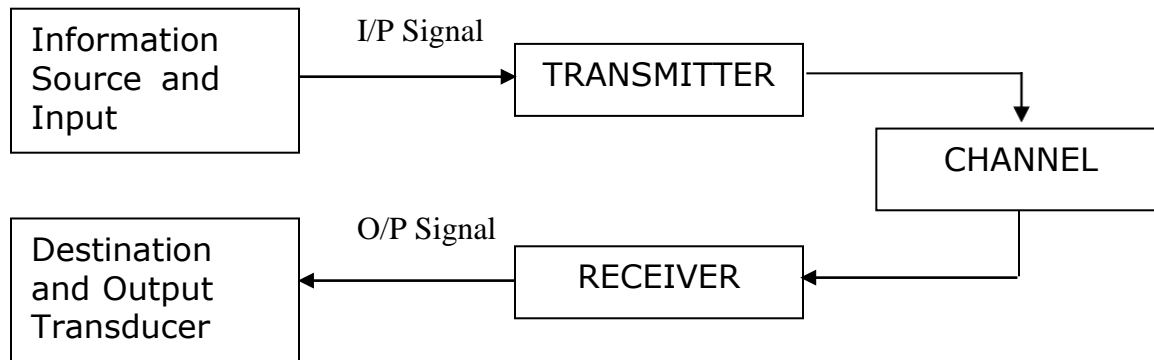 Information
Source and
Input
I/P Signal
TRANSMITTER
CHANNEL
Destination
and Output
Transducer
O/P Signal
RECEIVER